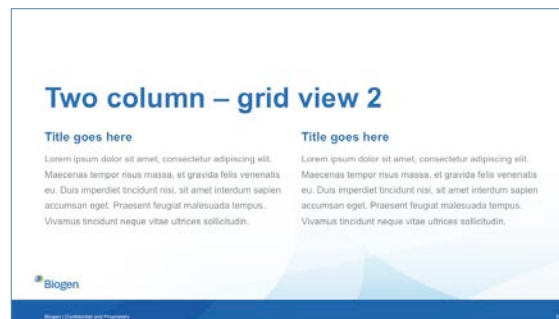 Two column – grid view 2
Title goes here
Lorem ipsum dolor sit amet, consectetur adipiscing elit.
Maecenas tempor risus massa, et gravida felis venenatis
eu. Duis imperdiet tincidunt nisi, sit amet interdum sapien
accumsan eget. Praesent feugiat malesuada tempus.
Vivamus tincidunt neque vitae ultrices sollicitudin.
Title goes here
Lorem ipsum dolor sit amet, consectetur adipiscing elit.
Maecenas tempor risus massa, et gravida felis venenatis
eu. Duis imperdiet tincidunt nisi, sit amet interdum sapien
accumsan eget. Praesent feugiat malesuada tempus.
Vivamus tincidunt neque vitae ultrices sollicitudin.
Biogen
Biogen | Confidential and Proprietary